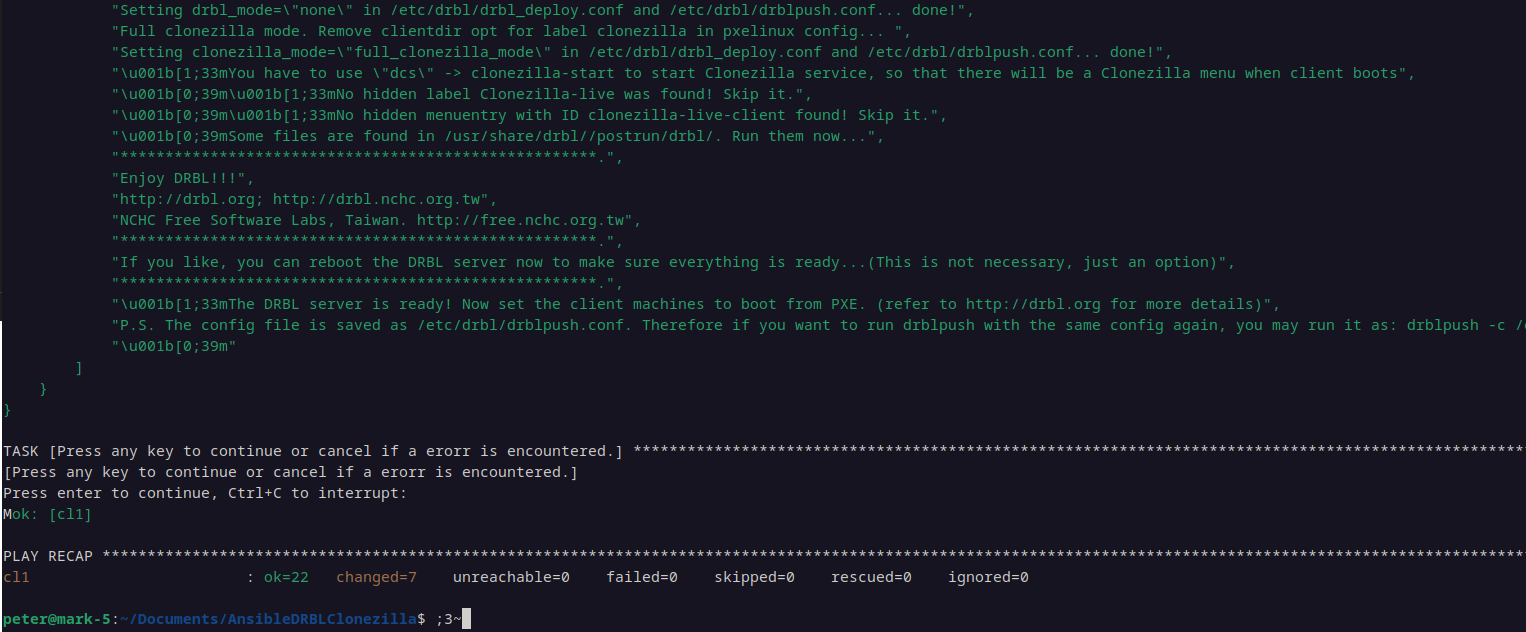 "Setting drbl_mode=\"none\" in /etc/drbl/drbl_deploy.conf and /etc/drbl/drblpush.conf... done!",
"Full clonezilla mode. Remove clientdir opt for label clonezilla in pxelinux config... ",
"Setting clonezilla_mode=\"full_clonezilla_mode\" in /etc/drbl/drbl_deploy.conf and /etc/drbl/drblpush.conf... done!",
"\u001b[1;33mYou have to use \"dcs\" -> clonezilla-start to start Clonezilla service, so that there will be a Clonezilla menu when client boots",
"\u001b[0;39m\u001b[1;33mNo hidden label Clonezilla-live was found! Skip it.",
"\u001b[0;39m\u001b[1;33mNo hidden menuentry with ID clonezilla-live-client found! Skip it.",
"\u001b[0;39mSome files are found in /usr/share/drbl//postrun/drbl/. Run them now...",
"*****************************************************.",
"Enjoy DRBL!!!",
"http://drbl.org; http://drbl.nchc.org.tw",
"NCHC Free Software Labs, Taiwan. http://free.nchc.org.tw",
"*****************************************************.",
"If you like, you can reboot the DRBL server now to make sure everything is ready...(This is not necessary, just an option)",
"*****************************************************.",
"\u001b[1;33mThe DRBL server is ready! Now set the client machines to boot from PXE. (refer to http://drbl.org for more details)",
"P.S. The config file is saved as /etc/drbl/drblpush.conf. Therefore if you want to run drblpush with the same config again, you may run it as: drblpush -c /
"\u001b[0;39m"
]
}
}
TASK [Press any key to continue or cancel if a erorr is encountered.] ***************************************************************************************************
[Press any key to continue or cancel if a erorr is encountered.]
Press enter to continue, Ctrl+C to interrupt:
Mok: [cl1]
PLAY RECAP **************************************************************************************************************************************************************
cl1 : ok=22 changed=7 unreachable=0 failed=0 skipped=0 rescued=0 ignored=0
peter@mark-5:~/Documents/AnsibleDRBLClonezilla$ ;3~